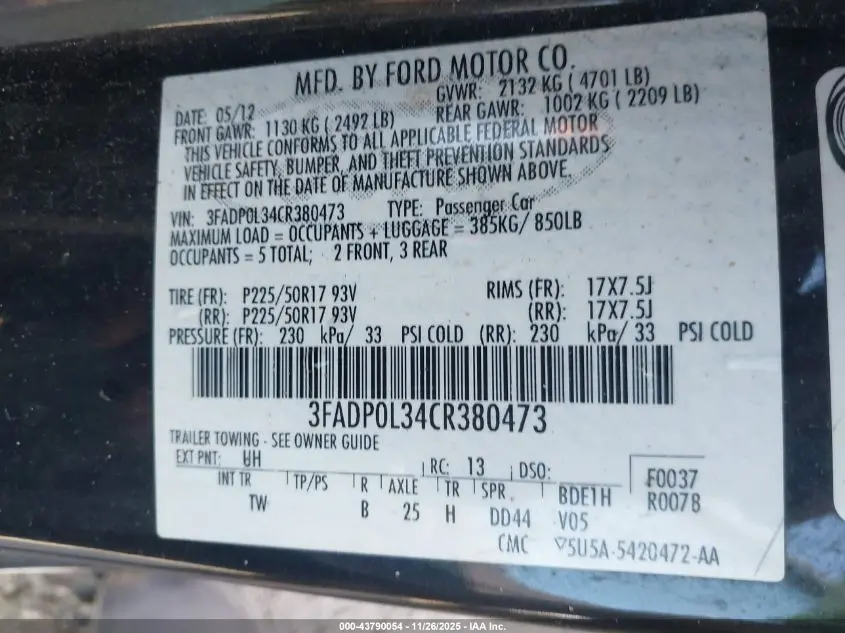 MFD. BY FORD MOTOR CO.
DATE: 05/12 GVWR: 2132 KG ( 4701 LB)
FRONT GAWR: 1130 KG ( 2492 LB) REAR GAWR: 1002 KG ( 2209 LB)
THIS VEHICLE CONFORMS TO ALL APPLICABLE FEDERAL MOTOR
VEHICLE SAFETY, BUMPER, AND THEFT PREVENTION STANDARDS
IN EFFECT ON THE DATE OF MANUFACTURE SHOWN ABOVE.
VIN: 3FADP0L34CR380473 TYPE: Passenger Car
MAXIMUM LOAD = OCCUPANTS + LUGGAGE = 385KG/ 850LB
OCCUPANTS = 5 TOTAL; 2 FRONT, 3 REAR
TIRE (FR): P225/50R17 93V RIMS (FR): 17X7.5J
(RR): P225/50R17 93V (RR): 17X7.5J
PRESSURE (FR): 230 kPa/ 33 PSI COLD (RR): 230 kPa/ 33 PSI COLD
3FADP0L34CR380473
TRAILER TOWING - SEE OWNER GUIDE
EXT PNT: UH RC: 13 DSO: F0037
INT TR TP/PS R AXLE TR SPR BDE1H R0078
TW B 25 H DD44 V05
CMC 5U5A-5420472-AA
000-43790054 - 11/26/2025 - IAA Inc.